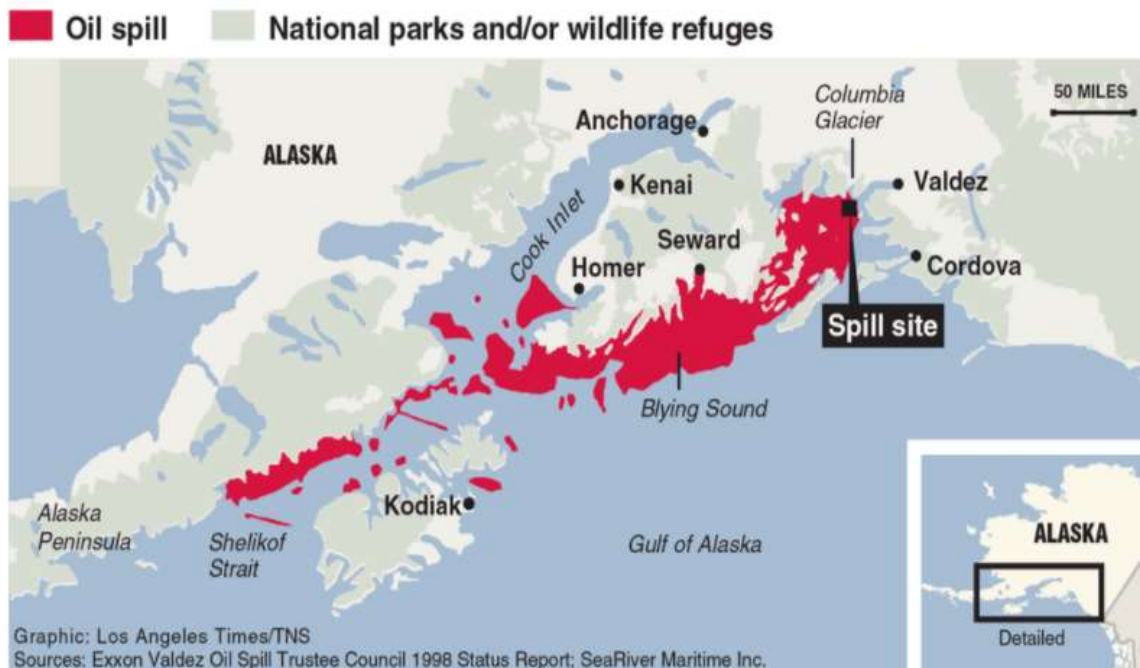 Oil spill
National parks and/or wildlife refuges
50 MILES
Columbia
Glacier
Anchorage
ALASKA
Kenai
Valdez
Cook Inlet
Seward
Homer
Cordova
Spill site
Blying Sound
Kodiak
Alaska
Peninsula
Shelikof
Strait
Gulf of Alaska
ALASKA
Detailed
Graphic: Los Angeles Times/TNS
Sources: Exxon Valdez Oil Spill Trustee Council 1998 Status Report; SeaRiver Maritime Inc.